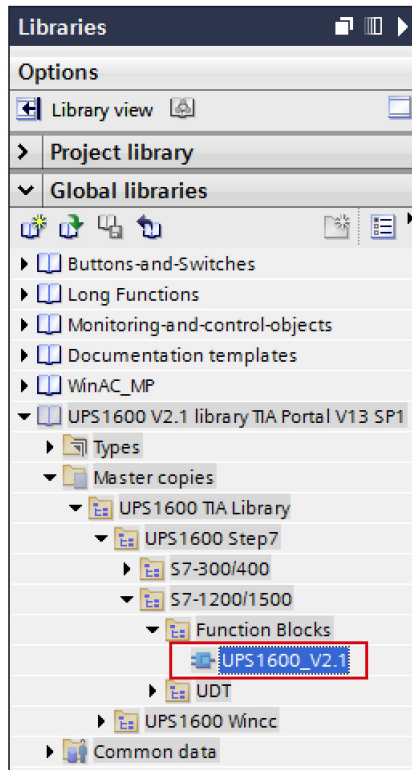 Libraries
Options
Library view
Project library
Global libraries
Buttons-and-Switches
Long Functions
Monitoring-and-control-objects
Documentation templates
WinAC_MP
UPS1600 V2.1 library TIA Portal V13 SP1
Types
Master copies
UPS1600 TIA Library
UPS1600 Step7
S7-300/400
S7-1200/1500
Function Blocks
UPS1600_V2.1
UDT
UPS1600 Wincc
Common data